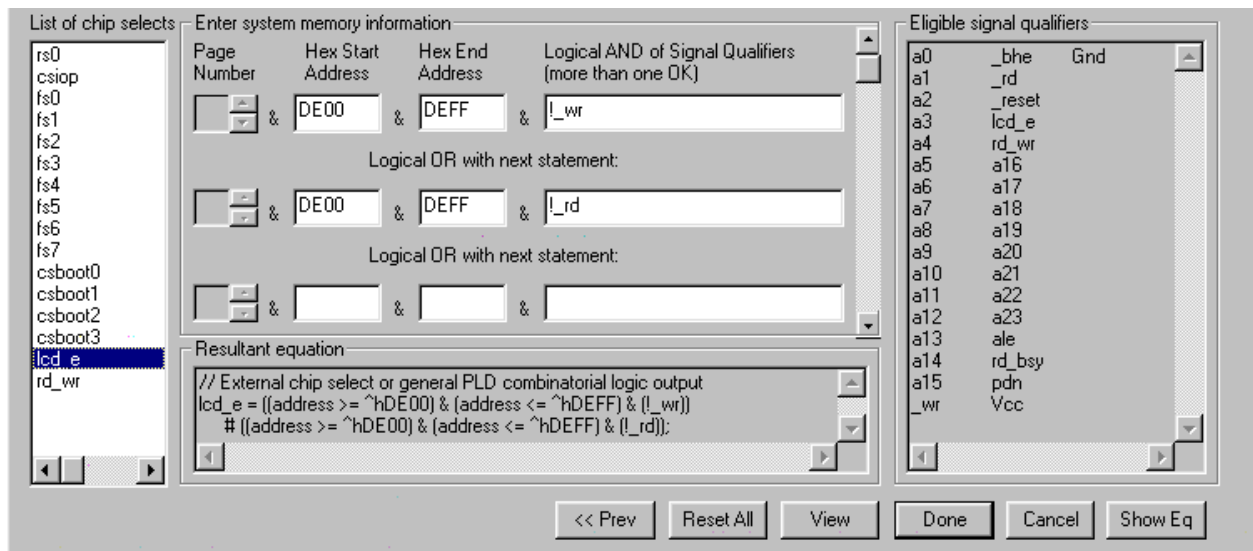 List of chip selects
rs0
csiop
fs0
fs1
fs2
fs3
fs4
fs5
fs6
fs7
csboot0
csboot1
csboot2
csboot3
lcd_e
rd_wr
Enter system memory information
Page Number
Hex Start Address
Hex End Address
Logical AND of Signal Qualifiers (more than one OK)
& DE00 & DEFF & !_wr
Logical OR with next statement:
& DE00 & DEFF & !_rd
Logical OR with next statement:
& & &
Resultant equation
// External chip select or general PLD combinatorial logic output
lcd_e = ((address >= ^hDE00) & (address <= ^hDEFF) & (!_wr))
# ((address >= ^hDE00) & (address <= ^hDEFF) & (!_rd));
Eligible signal qualifiers
a0 _bhe Gnd
a1 _rd
a2 _reset
a3 lcd_e
a4 rd_wr
a5 a16
a6 a17
a7 a18
a8 a19
a9 a20
a10 a21
a11 a22
a12 a23
a13 ale
a14 rd_bsy
a15 pdn
_wr Vcc
<< Prev
Reset All
View
Done
Cancel
Show Eq